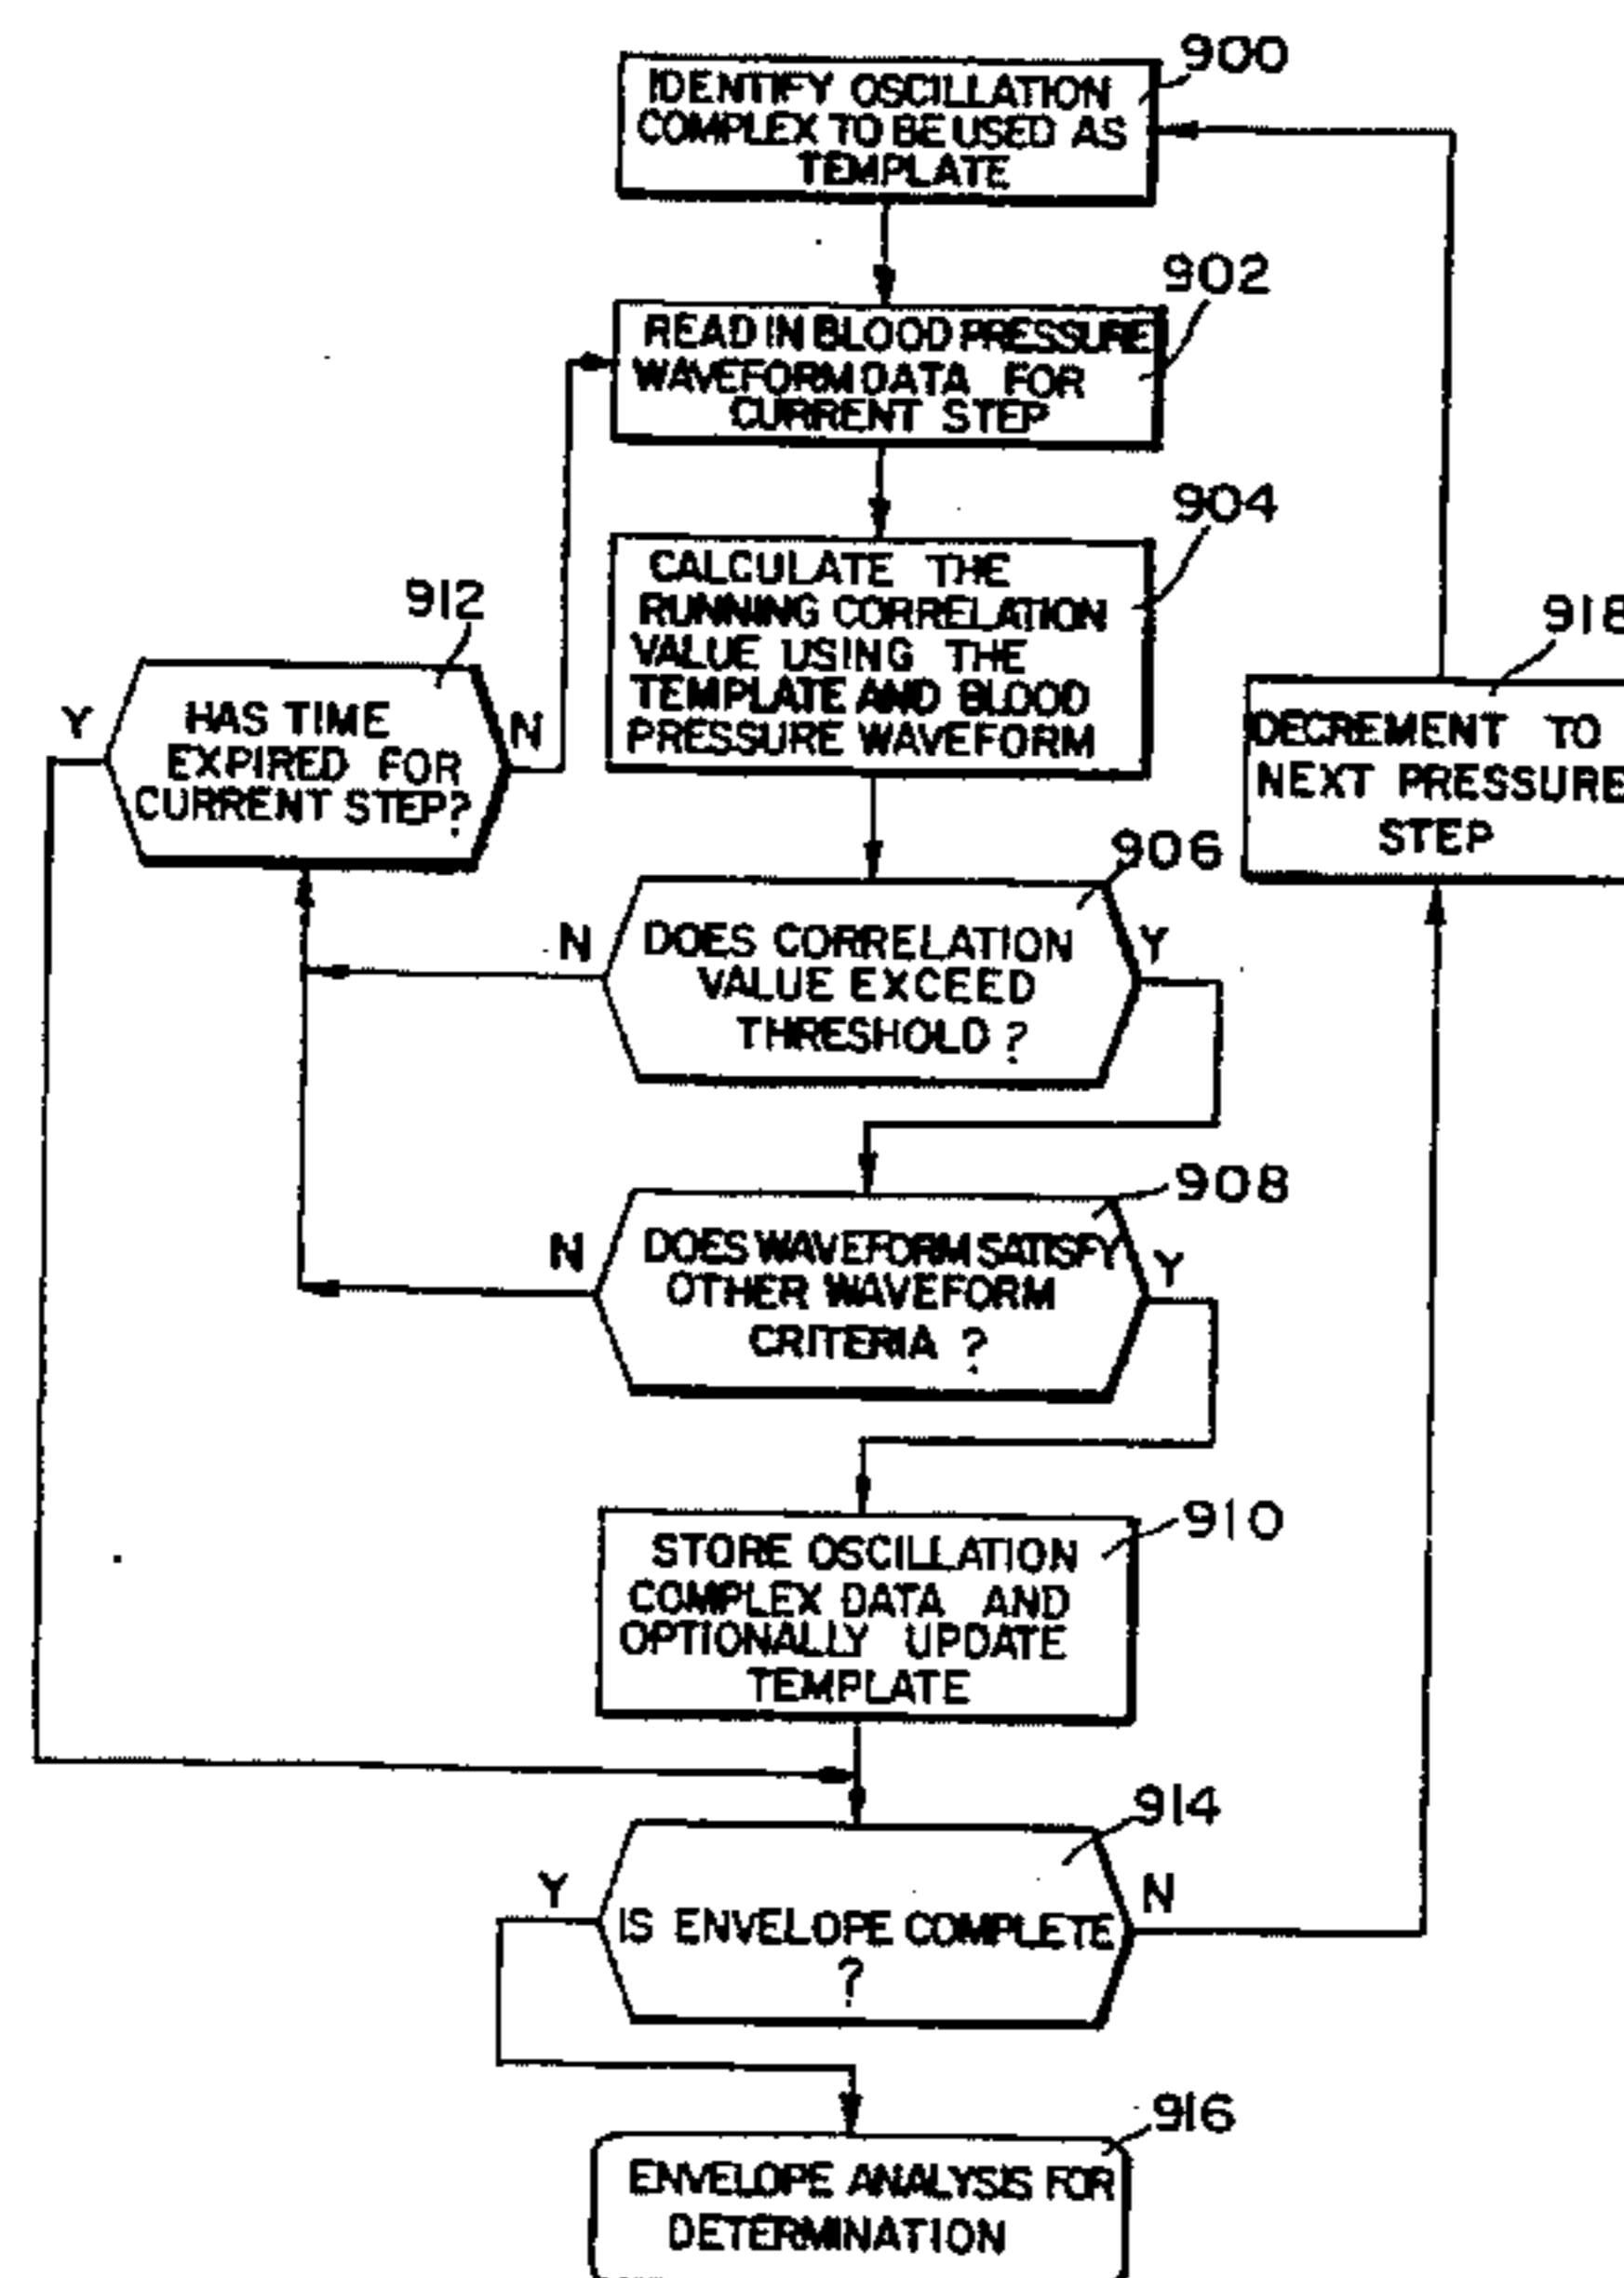 900
IDENTIFY OSCILLATION
COMPLEX TO BE USED AS
TEMPLATE
902
READ IN BLOOD PRESSURE
WAVEFORM DATA FOR
CURRENT STEP
904
CALCULATE THE
RUNNING CORRELATION
VALUE USING THE
TEMPLATE AND BLOOD
PRESSURE WAVEFORM
912
Y
HAS TIME
EXPIRED FOR
CURRENT STEP?
N
918
DECREMENT TO
NEXT PRESSURE
STEP
906
N
DOES CORRELATION
VALUE EXCEED
THRESHOLD ?
Y
908
N
DOES WAVEFORM SATISFY
OTHER WAVEFORM
CRITERIA ?
Y
910
STORE OSCILLATION
COMPLEX DATA AND
OPTIONALLY UPDATE
TEMPLATE
914
Y
IS ENVELOPE COMPLETE
?
N
916
ENVELOPE ANALYSIS FOR
DETERMINATION